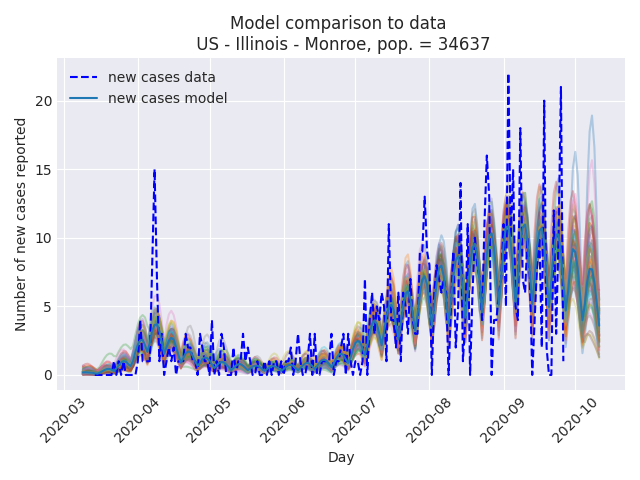 Model comparison to data
US - Illinois - Monroe, pop. = 34637
new cases data
new cases model
Number of new cases reported
20
15
10
5
0
2020-03
2020-04
2020-05
2020-06
2020-07
2020-08
2020-09
2020-10
Day